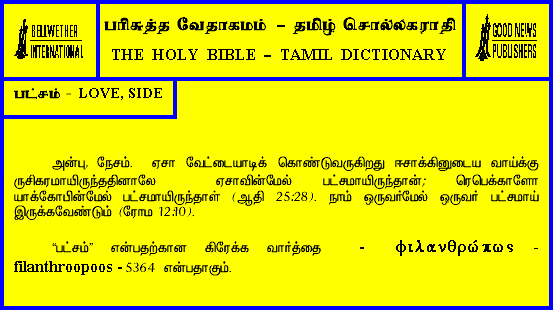 BELLWETHER
INTERNATIONAL
பரிசுத்த வேதாகமம் – தமிழ் சொல்லகராதி
THE HOLY BIBLE – TAMIL DICTIONARY
GOOD NEWS
PUBLISHERS
பட்சம் - LOVE, SIDE
அன்பு, நேசம். ஏசா வேட்டையாடிக் கொண்டுவருகிறது ஈசாக்கினுடைய வாய்க்கு
ருசிகரமாயிருந்ததினாலே ஏசாவின்மேல் பட்சமாயிருந்தான்; ரெபெக்காளோ
யாக்கோபின்மேல் பட்சமாயிருந்தாள் (ஆதி 25:28). நாம் ஒருவர்மேல் ஒருவர் பட்சமாய்
இருக்கவேண்டும் (ரோம 12:10).
“பட்சம்” என்பதற்கான கிரேக்க வார்த்தை - φιλανθρώπως -
filanthroopoos - 5364 என்பதாகும்.